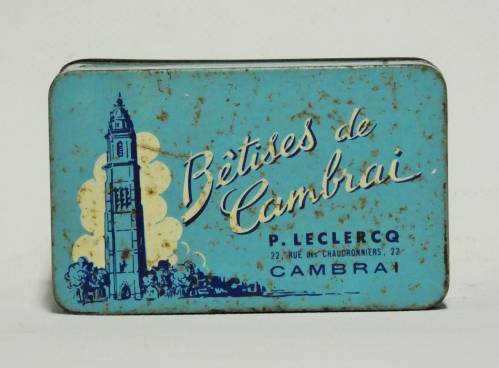 Bêtises de
Cambrai
P. LECLERCQ
22, RUE DES CHAUDRONNIERS, 22
CAMBRAI